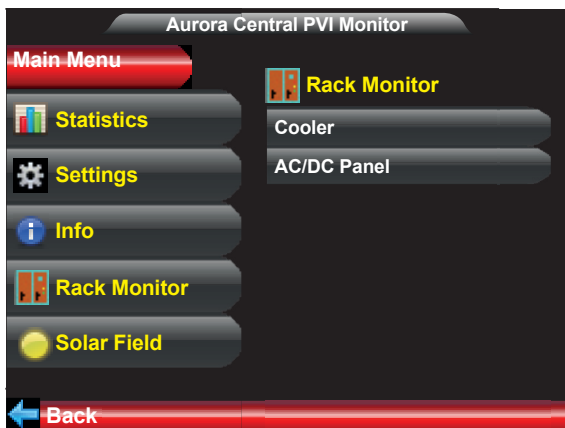 Aurora Central PVI Monitor
Main Menu
Statistics
Settings
Info
Rack Monitor
Solar Field
Rack Monitor
Cooler
AC/DC Panel
Back